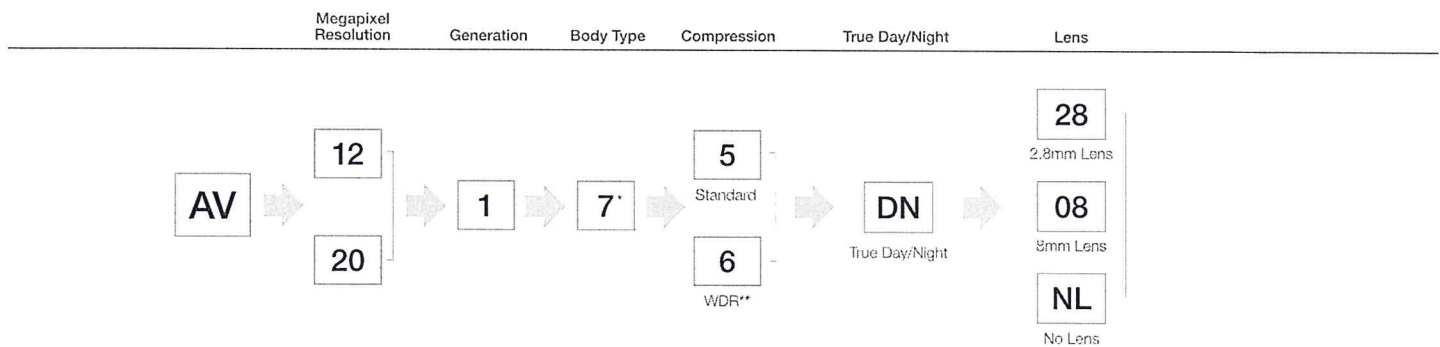 Megapixel
Resolution
Generation
Body Type
Compression
True Day/Night
Lens
AV
12
20
1
7*
5
Standard
6
WDR**
DN
True Day/Night
28
2.8mm Lens
08
8mm Lens
NL
No Lens